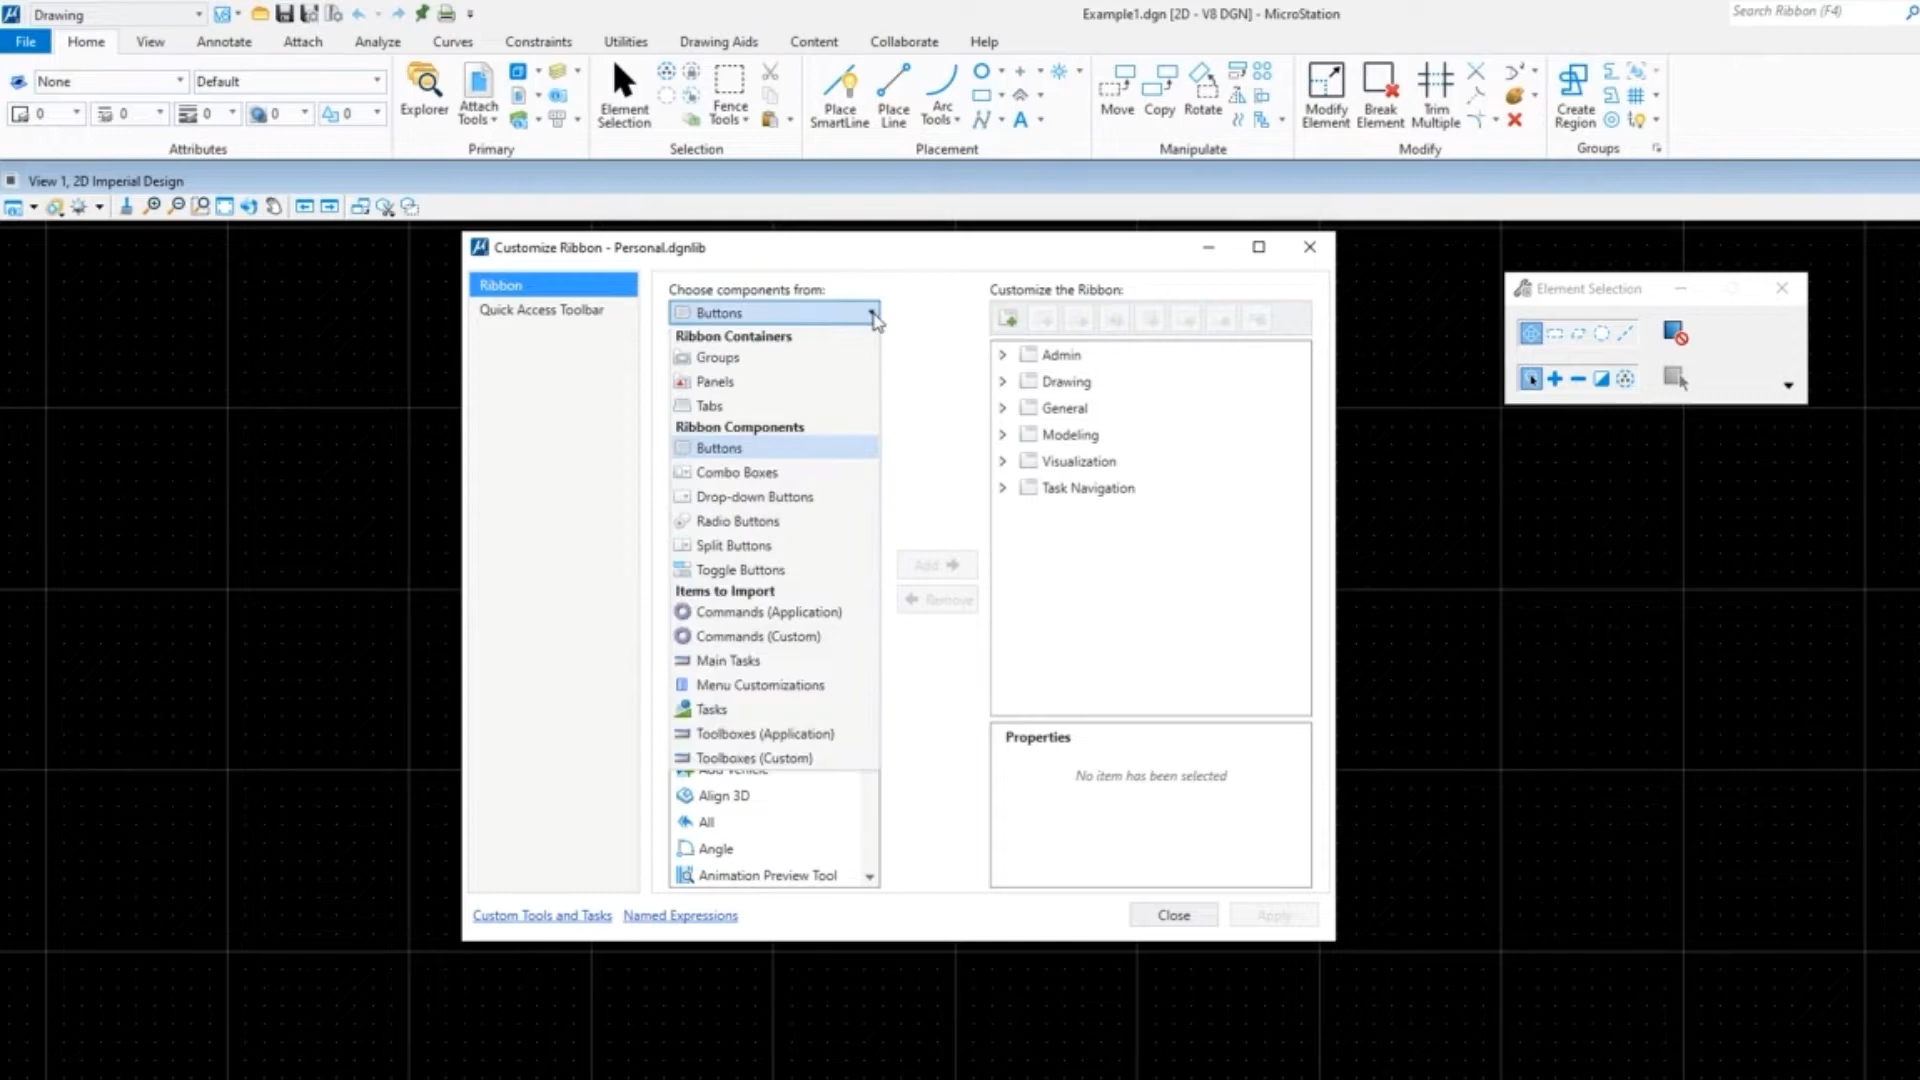 Drawing
Example1.dgn [2D - V8 DGN] - MicroStation
Search Ribbon (F4)
File Home View Annotate Attach Analyze Curves Constraints Utilities Drawing Aids Content Collaborate Help
None Default
0 0 0 0 0
Explorer
Attach Tools
Element Selection
Fence Tools
Place SmartLine
Place Line
Arc Tools
Move
Copy
Rotate
Modify Element
Break Element
Trim Multiple
Create Region
Attributes Primary Selection Placement Manipulate Modify Groups
View 1, 2D Imperial Design
Customize Ribbon - Personal.dgnlib
Ribbon
Quick Access Toolbar
Choose components from:
Buttons
Ribbon Containers
Groups
Panels
Tabs
Ribbon Components
Buttons
Combo Boxes
Drop-down Buttons
Radio Buttons
Split Buttons
Toggle Buttons
Items to Import
Commands (Application)
Commands (Custom)
Main Tasks
Menu Customizations
Tasks
Toolboxes (Application)
Toolboxes (Custom)
Add Vehicle
Align 3D
All
Angle
Animation Preview Tool
Add
Remove
Customize the Ribbon:
Admin
Drawing
General
Modeling
Visualization
Task Navigation
Properties
No item has been selected
Custom Tools and Tasks Named Expressions
Close Apply
Element Selection